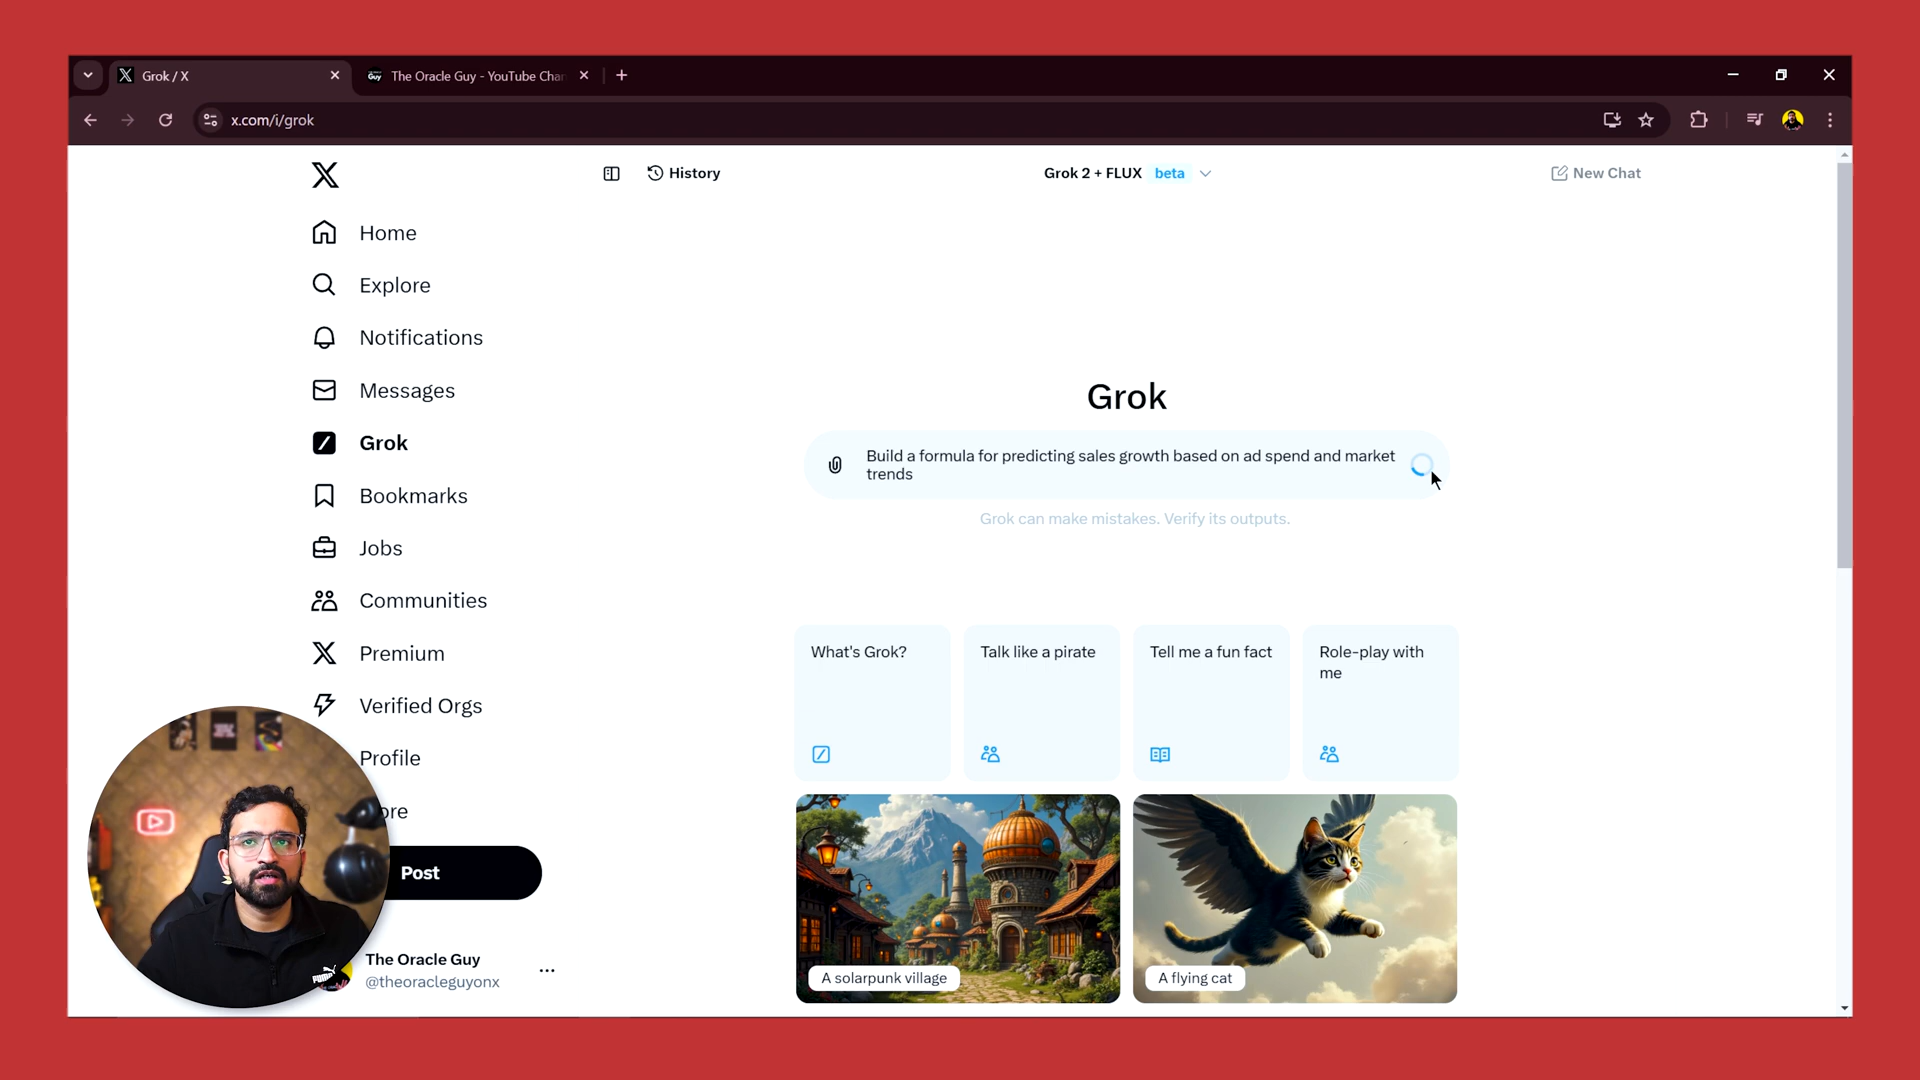 Grok / X
The Oracle Guy - YouTube Cha
x.com/i/grok
History
Grok 2 + FLUX beta
New Chat
Home
Explore
Notifications
Messages
Grok
Bookmarks
Jobs
Communities
Premium
Verified Orgs
Profile
ore
Post
The Oracle Guy
@theoracleguyonx
Grok
Build a formula for predicting sales growth based on ad spend and market
trends
Grok can make mistakes. Verify its outputs.
What's Grok?
Talk like a pirate
Tell me a fun fact
Role-play with
me
A solarpunk village
A flying cat